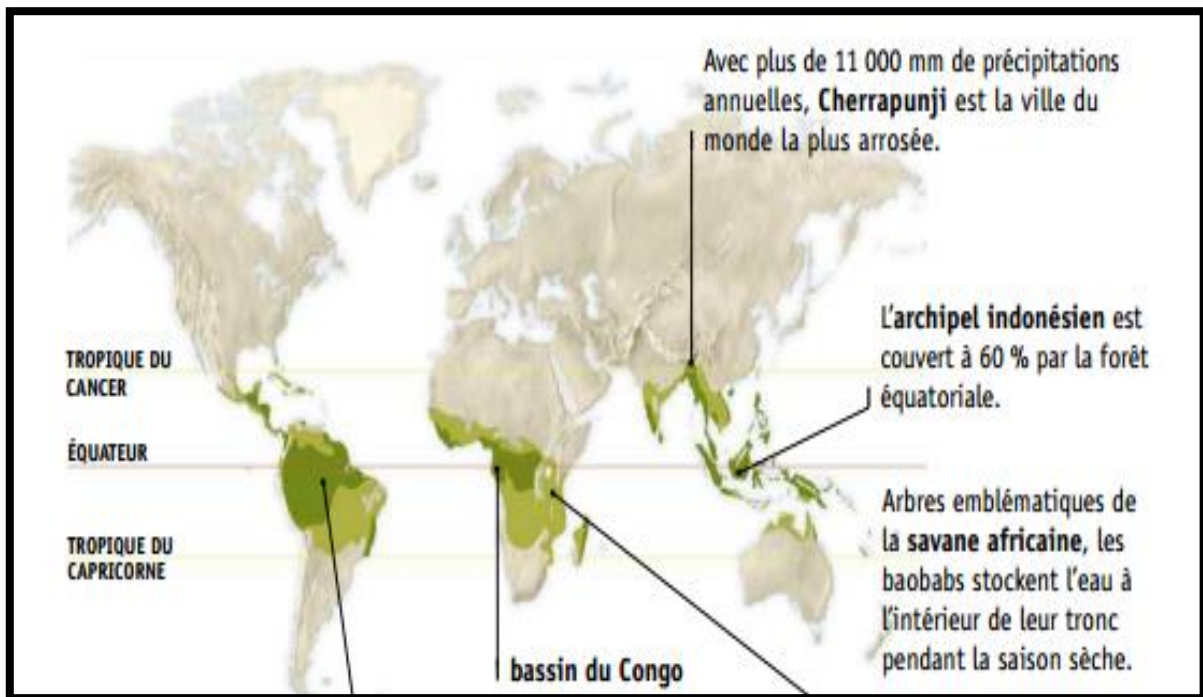 Avec plus de 11 000 mm de précipitations
annuelles, Cherrapunji est la ville du
monde la plus arrosée.
L'archipel indonésien est
couvert à 60 % par la forêt
équatoriale.
TROPIQUE DU
CANCER
ÉQUATEUR
TROPIQUE DU
CAPRICORNE
Arbres emblématiques de
la savane africaine, les
baobabs stockent l'eau à
l'intérieur de leur tronc
pendant la saison sèche.
bassin du Congo